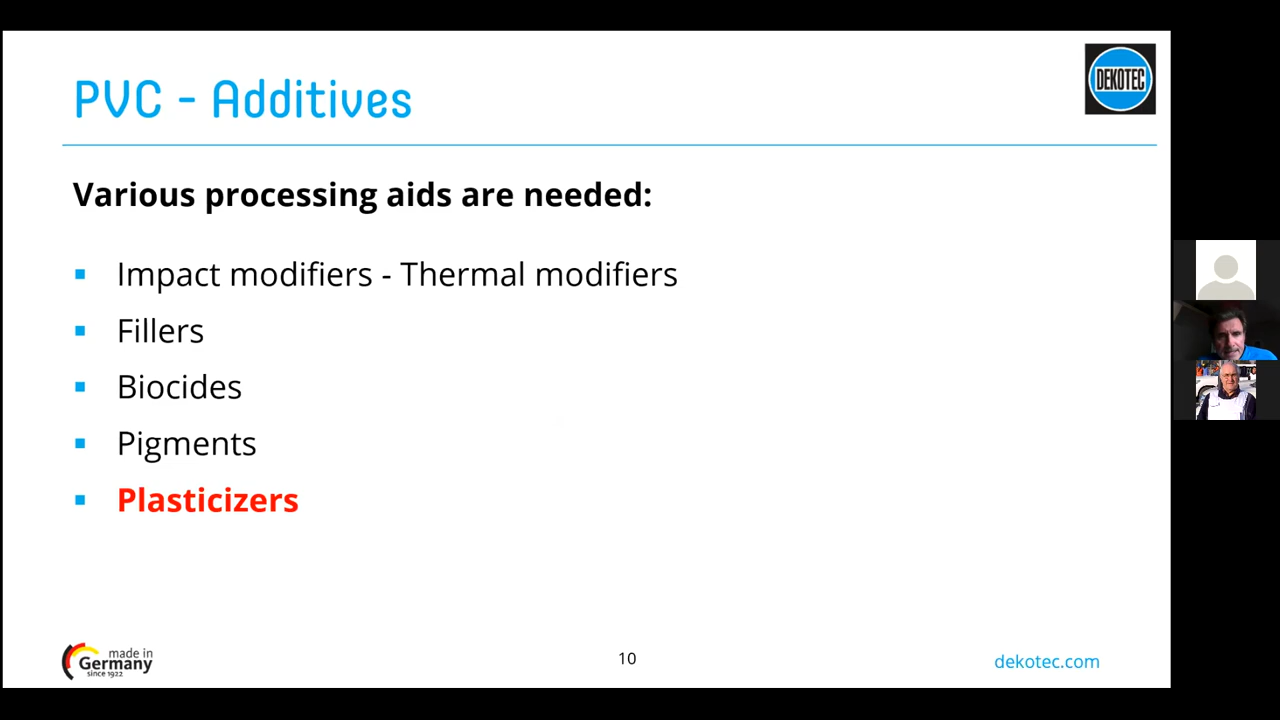 PVC - Additives
DEKOTEC
Various processing aids are needed:
Impact modifiers - Thermal modifiers
Fillers
Biocides
Pigments
Plasticizers
made in
Germany
since 1922
10
dekotec.com